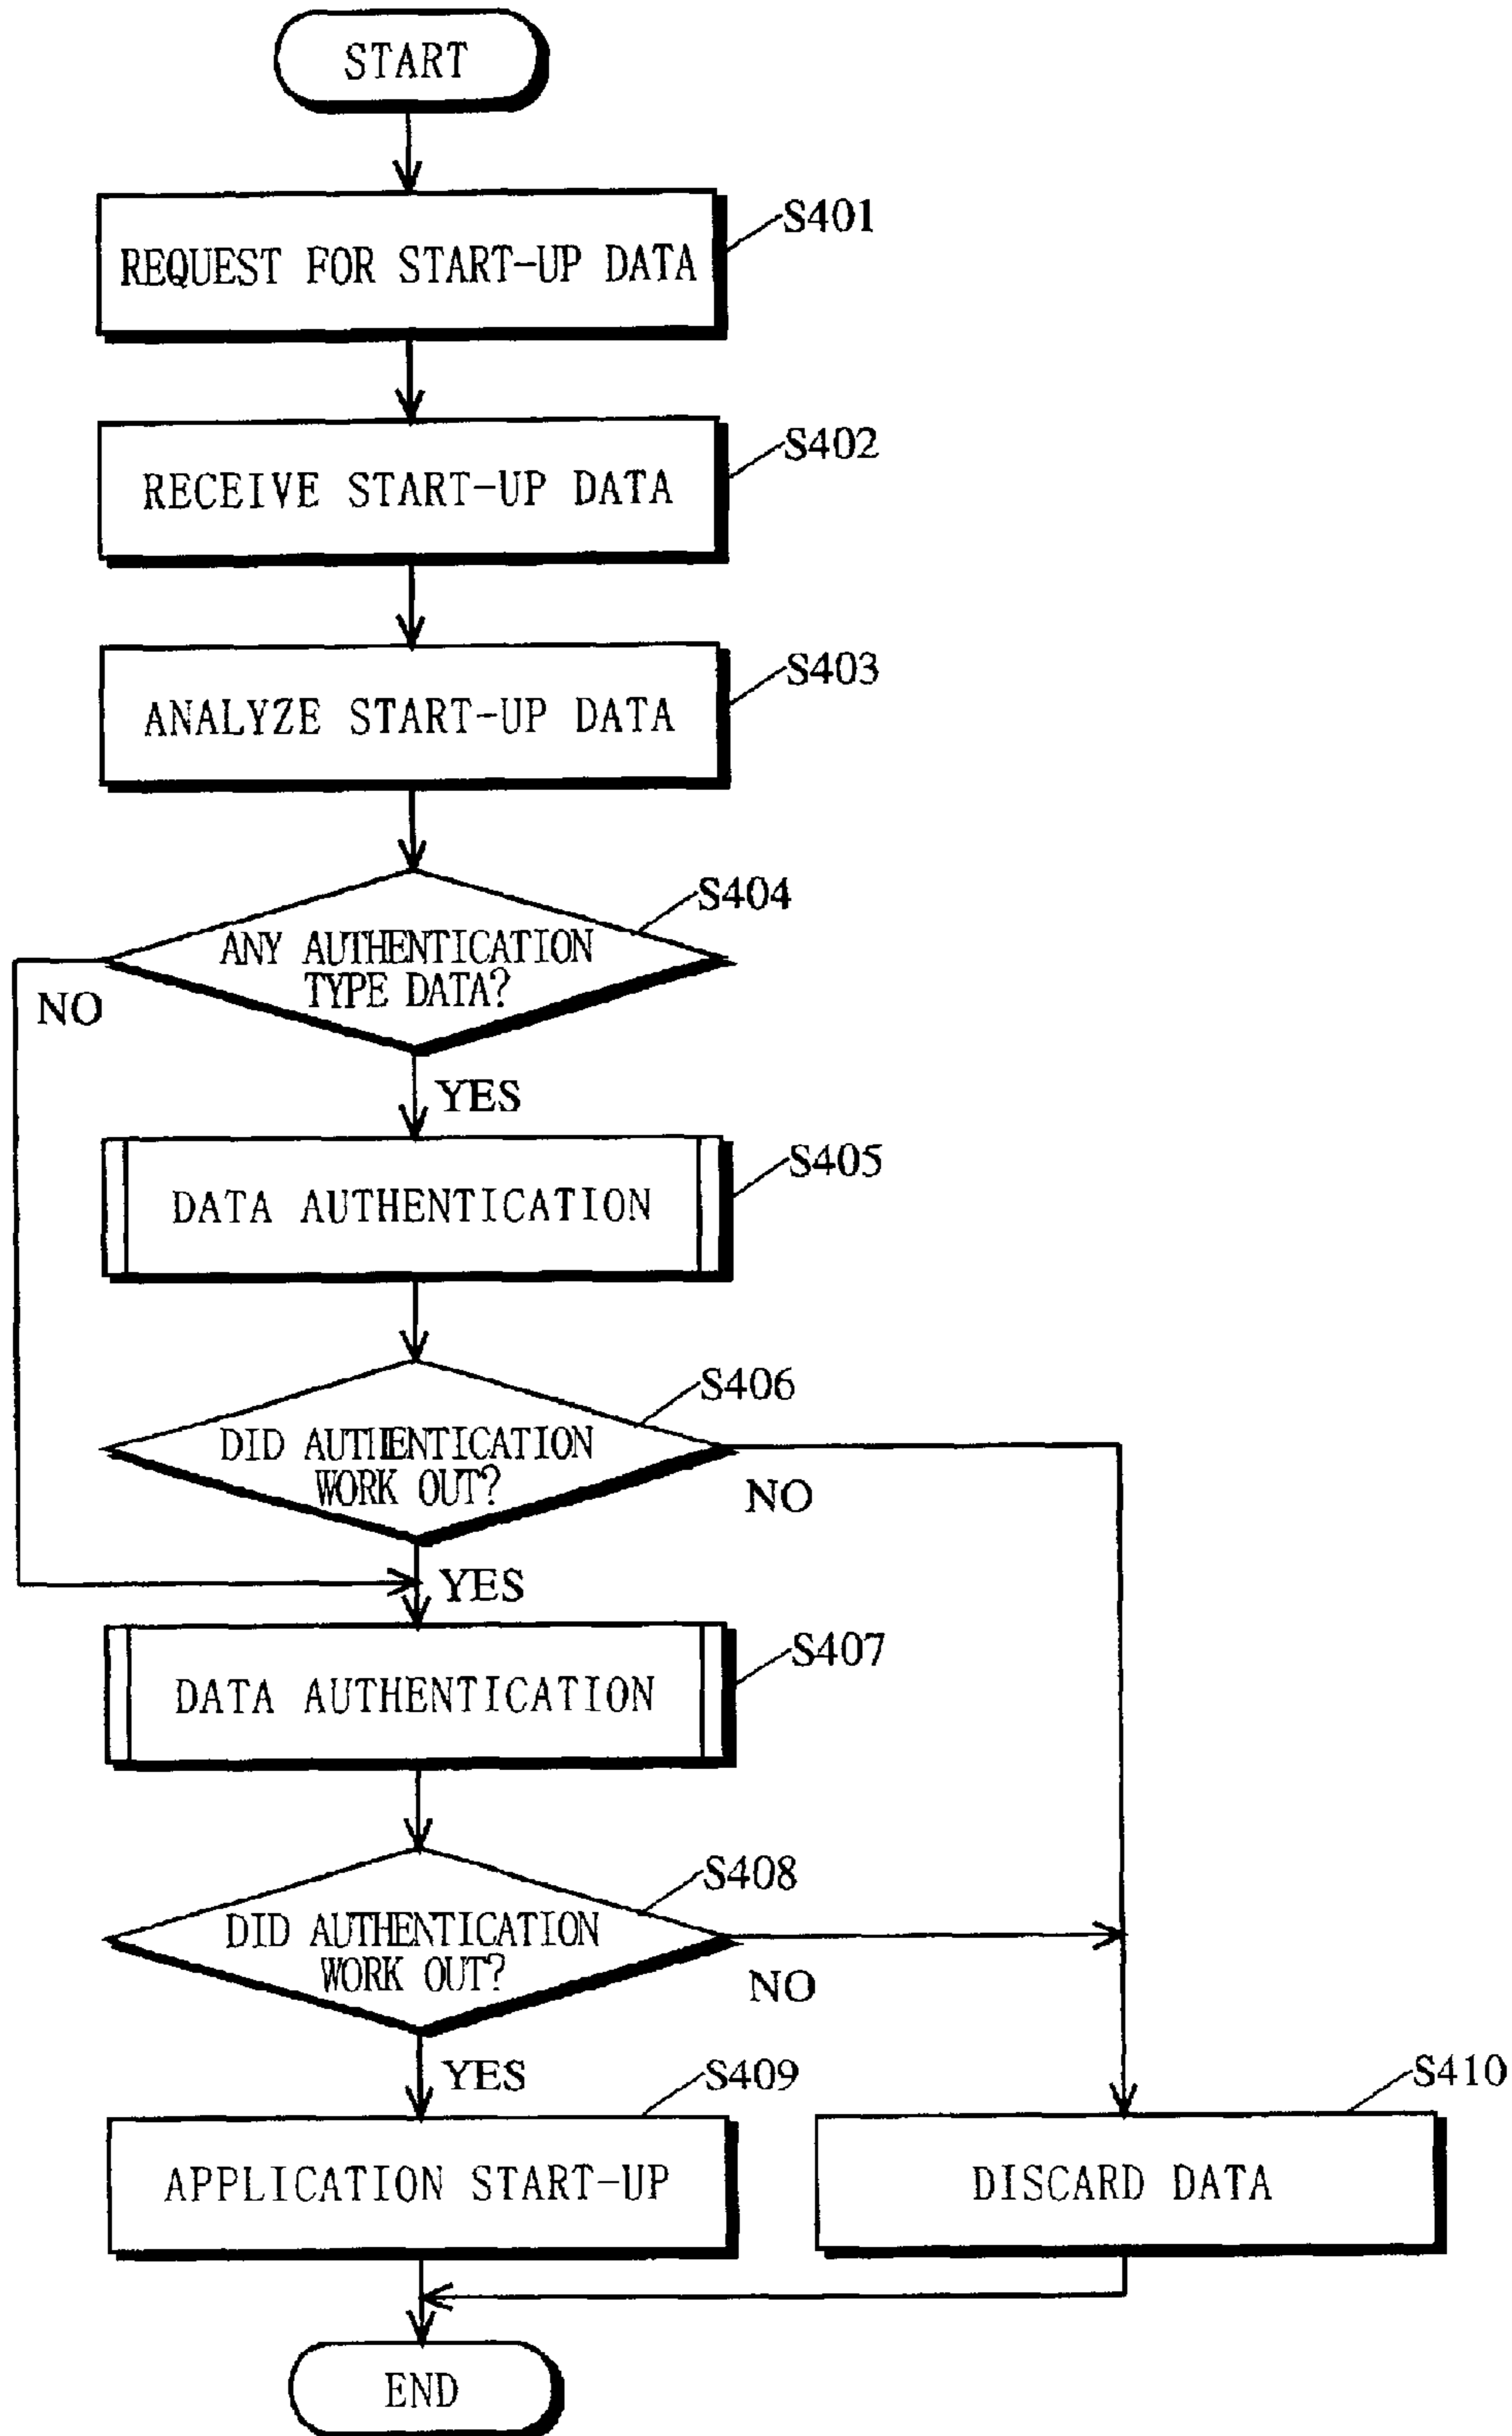 START
S401
REQUEST FOR START-UP DATA
S402
RECEIVE START-UP DATA
S403
ANALYZE START-UP DATA
S404
ANY AUTHENTICATION
TYPE DATA?
NO
YES
S405
DATA AUTHENTICATION
S406
DID AUTHENTICATION
WORK OUT?
NO
YES
S407
DATA AUTHENTICATION
S408
DID AUTHENTICATION
WORK OUT?
NO
YES
S409
S410
APPLICATION START-UP
DISCARD DATA
END